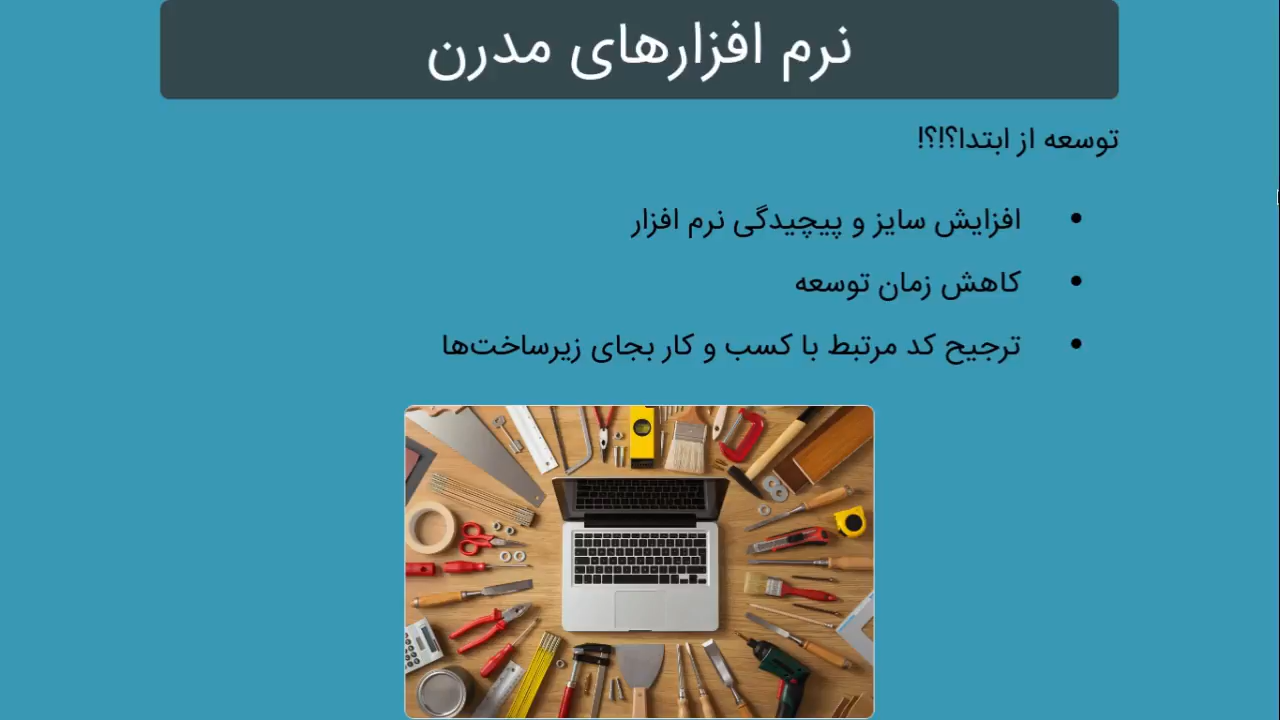 نرم افزارهای مدرن
توسعه از ابتدا؟!؟!
• افزایش سایز و پیچیدگی نرم افزار
• کاهش زمان توسعه
• ترجیح کد مرتبط با کسب و کار بجای زیرساخت‌ها